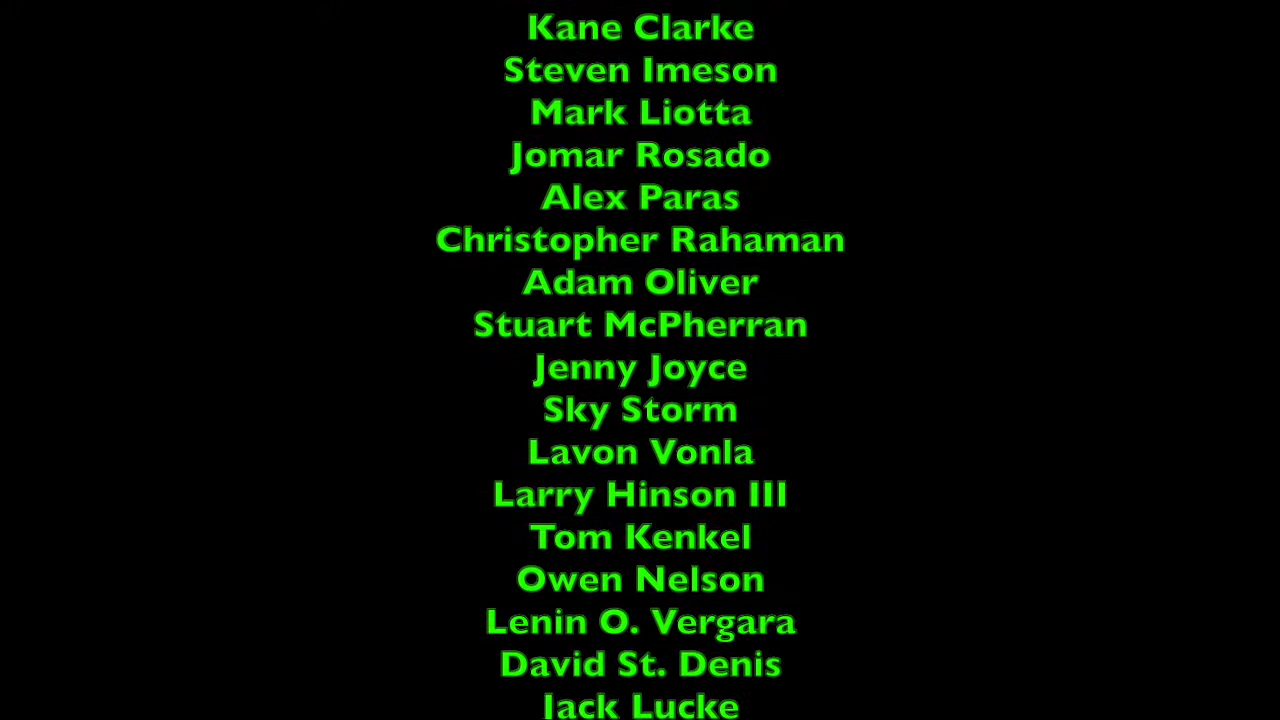 Kane Clarke
Steven Imeson
Mark Liotta
Jomar Rosado
Alex Paras
Christopher Rahaman
Adam Oliver
Stuart McPherran
Jenny Joyce
Sky Storm
Lavon Vonla
Larry Hinson III
Tom Kenkel
Owen Nelson
Lenin O. Vergara
David St. Denis
Jack Lucke